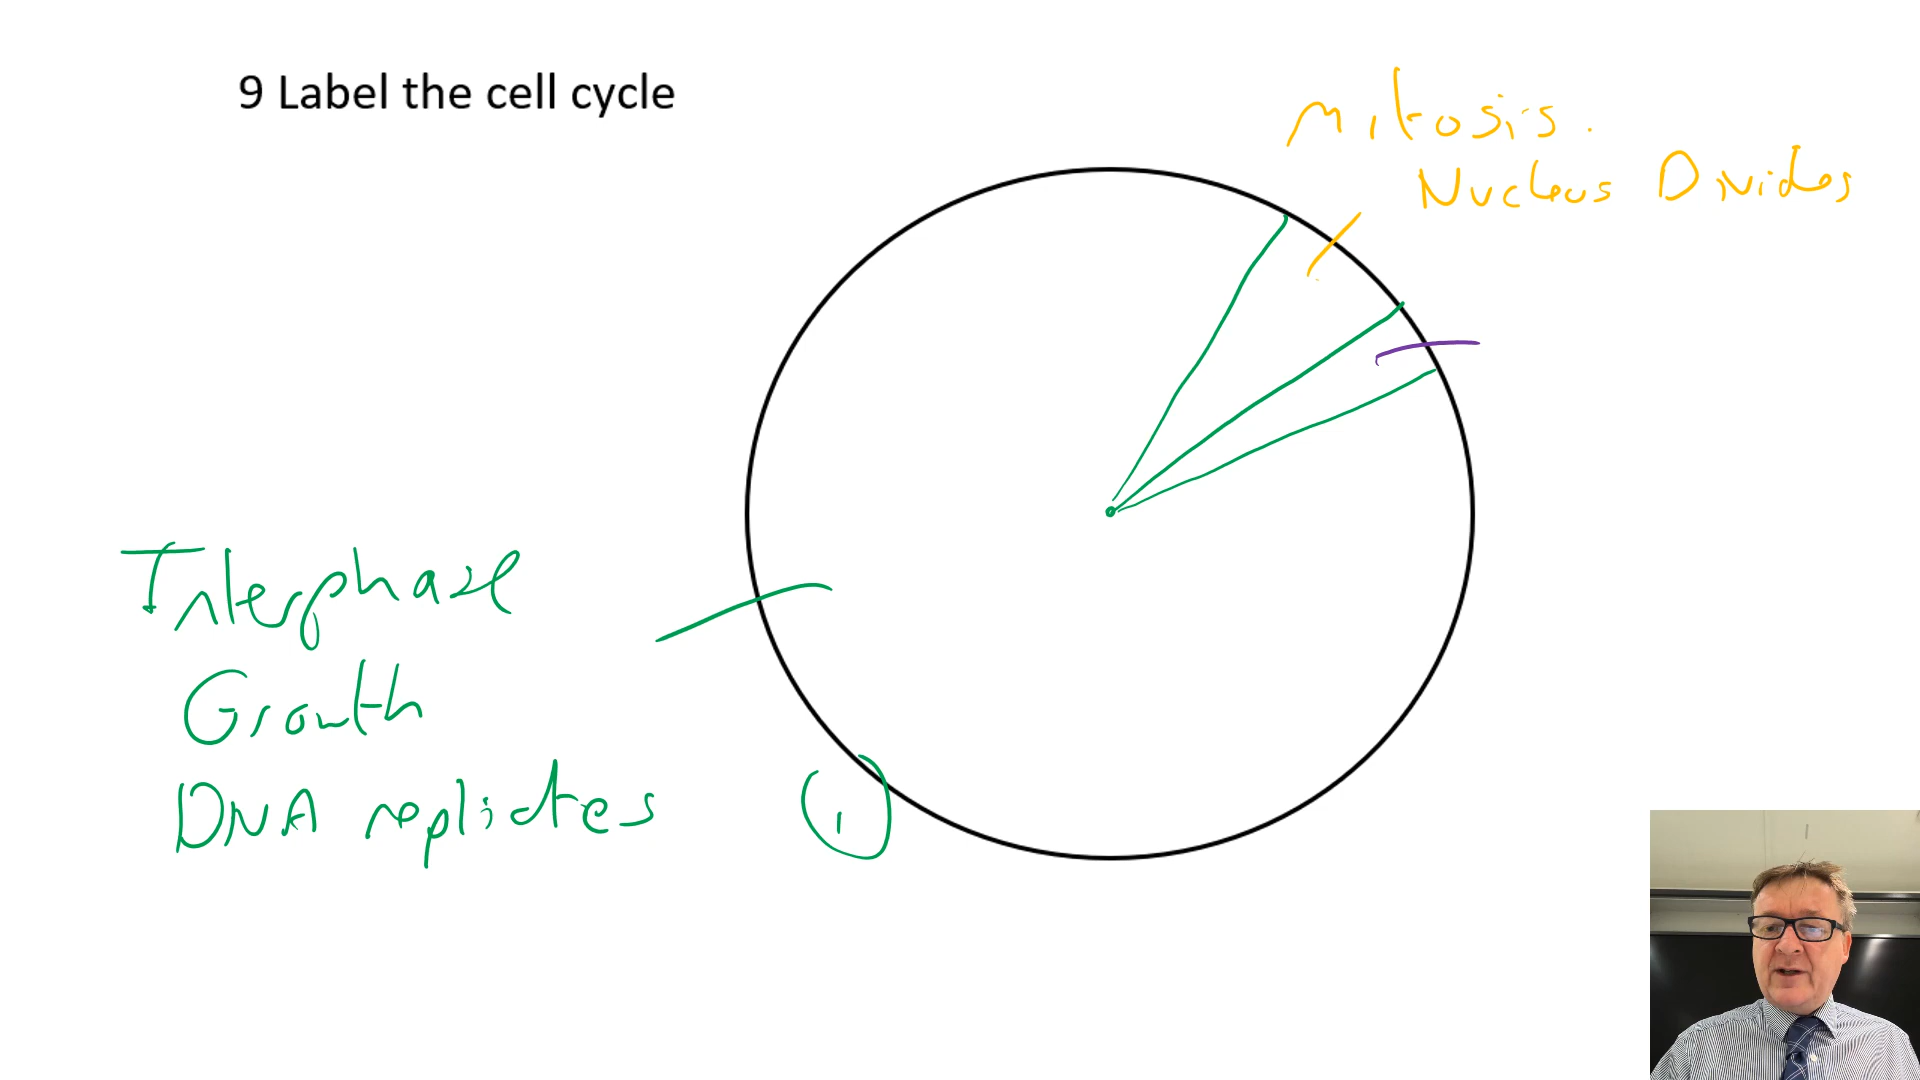 9 Label the cell cycle
Mitosis.
Nucleus Divides
Interphase
Growth
DNA replicates
1